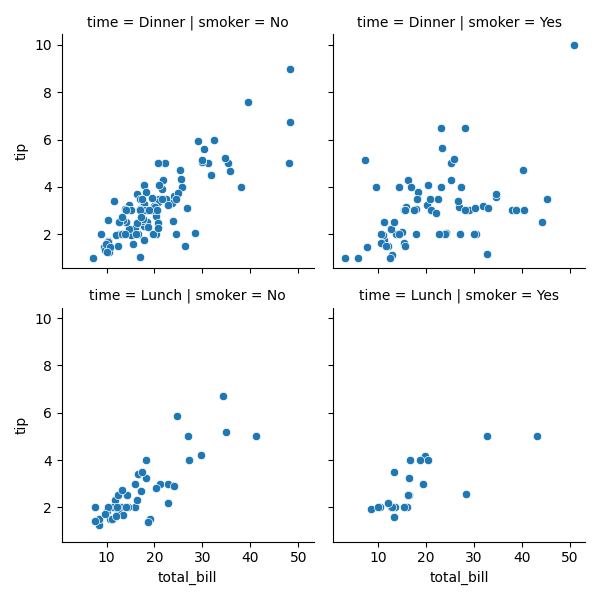 time = Dinner | smoker = No
time = Dinner | smoker = Yes
10
8
6
4
2
tip
time = Lunch | smoker = No
time = Lunch | smoker = Yes
10
8
6
4
2
tip
10 20 30 40 50
10 20 30 40 50
total_bill
total_bill